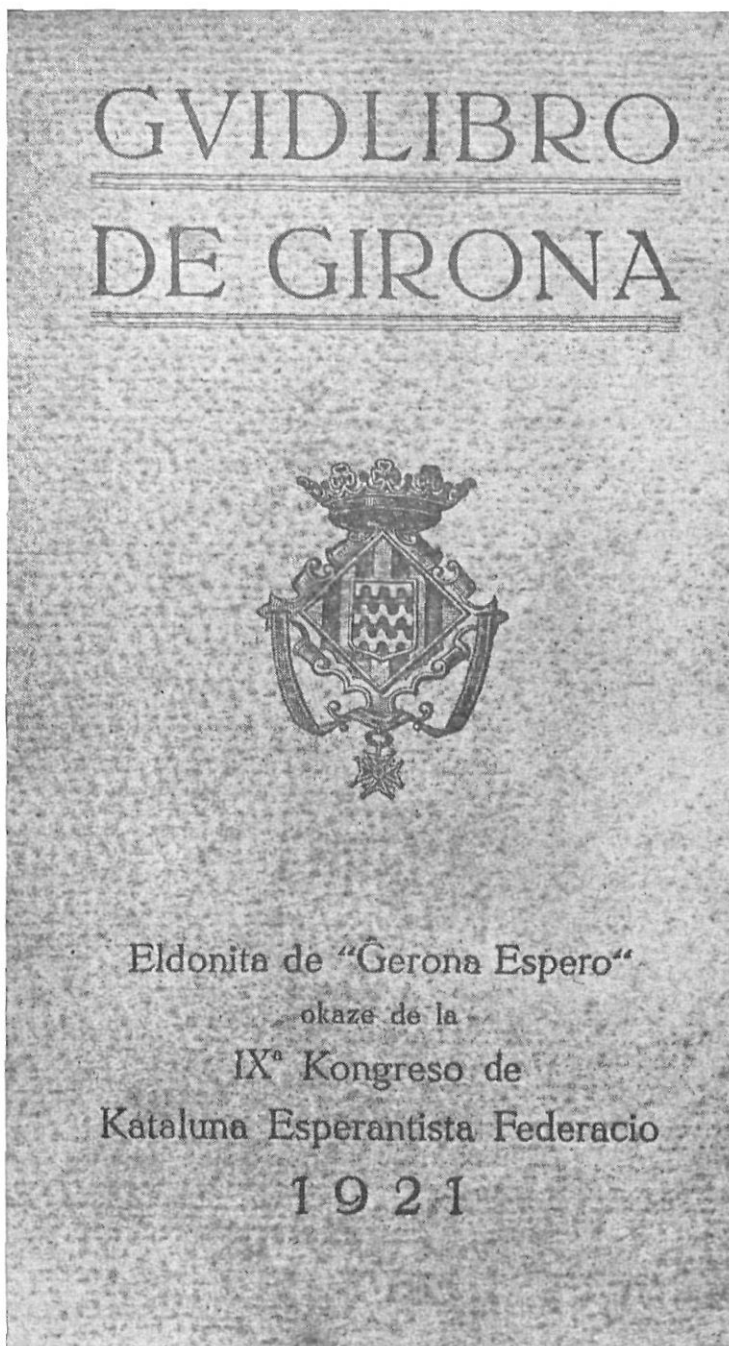 GVIDLIBRO
DE GIRONA
Eldonita de "Ĝerona Espero"
okaze de la
IXª Kongreso de
Kataluna Esperantista Federacio
1921